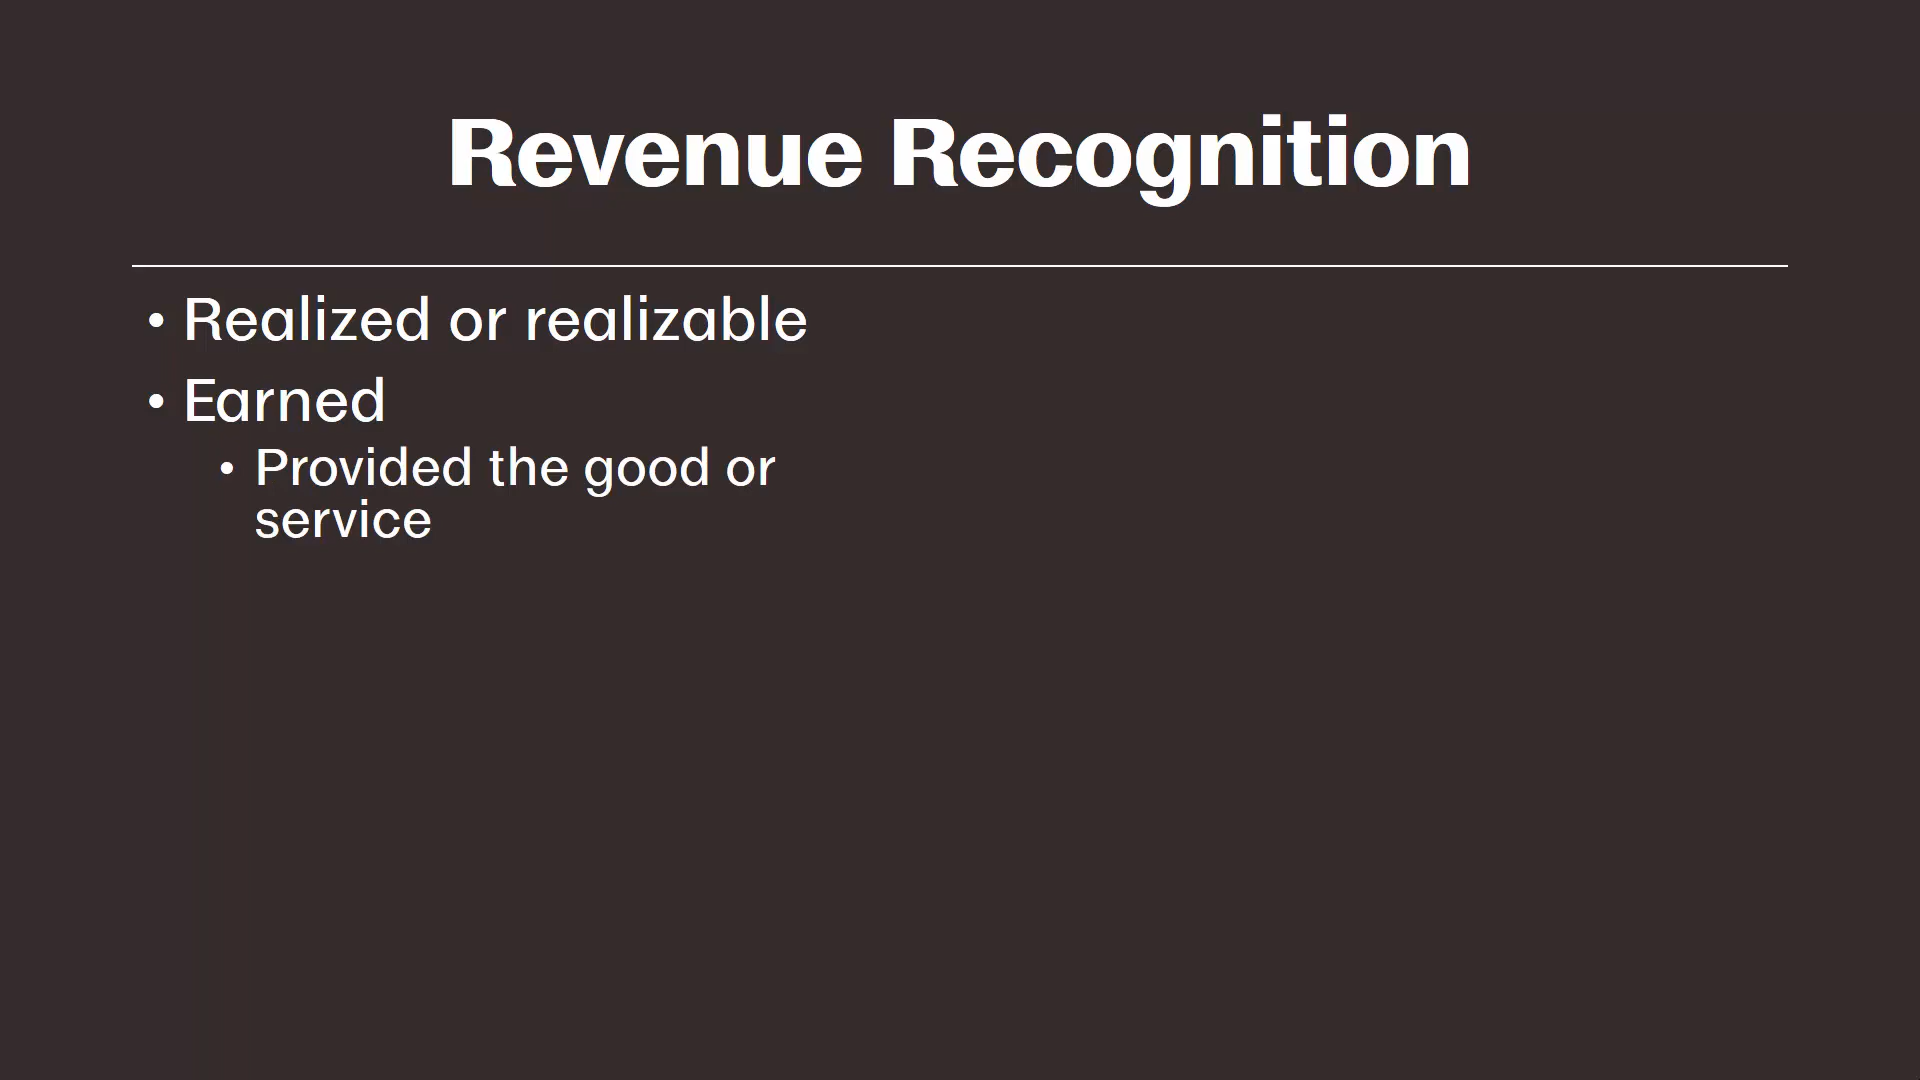 Revenue Recognition
• Realized or realizable
• Earned
• Provided the good or
service